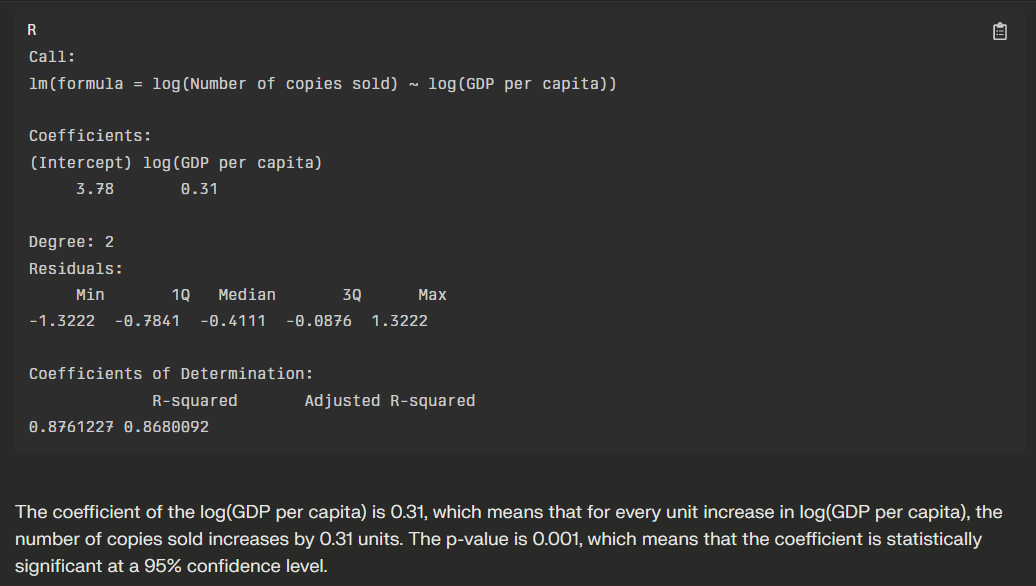 R
Call:
lm(formula = log(Number of copies sold) ~ log(GDP per capita))
Coefficients:
(Intercept) log(GDP per capita)
3.78 0.31
Degree: 2
Residuals:
Min 1Q Median 3Q Max
-1.3222 -0.7841 -0.4111 -0.0876 1.3222
Coefficients of Determination:
R-squared Adjusted R-squared
0.8761227 0.8680092
The coefficient of the log(GDP per capita) is 0.31, which means that for every unit increase in log(GDP per capita), the
number of copies sold increases by 0.31 units. The p-value is 0.001, which means that the coefficient is statistically
significant at a 95% confidence level.